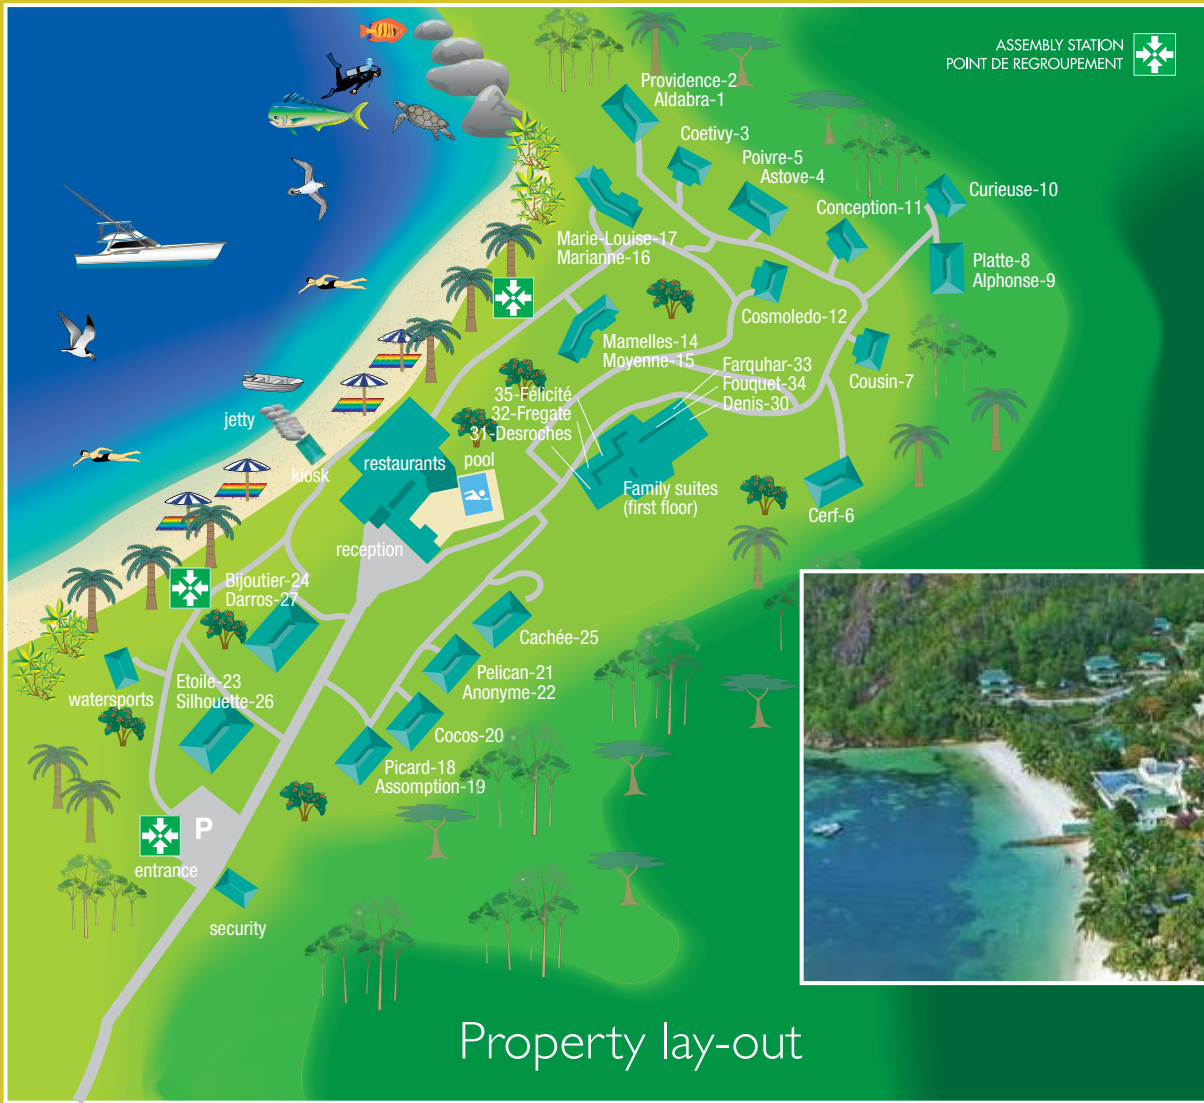 ASSEMBLY STATION
POINT DE REGROUPEMENT
Providence-2
Aldabra-1
Coetivy-3
Poivre-5
Astove-4
Conception-11
Curieuse-10
Marie-Louise-17
Marianne-16
Platte-8
Alphonse-9
Cosmoledo-12
Mamelles-14
Moyenne-15
Farquhar-33
Fouquet-34
Denis-30
Cousin-7
35-Félicité
32-Fregate
31-Desroches
jetty
kiosk
restaurants
pool
Family suites
(first floor)
Cerf-6
reception
Bijoutier-24
Darros-27
Cachée-25
Pelican-21
Anonyme-22
Etoile-23
Silhouette-26
watersports
Cocos-20
Picard-18
Assomption-19
P
entrance
security
Property lay-out